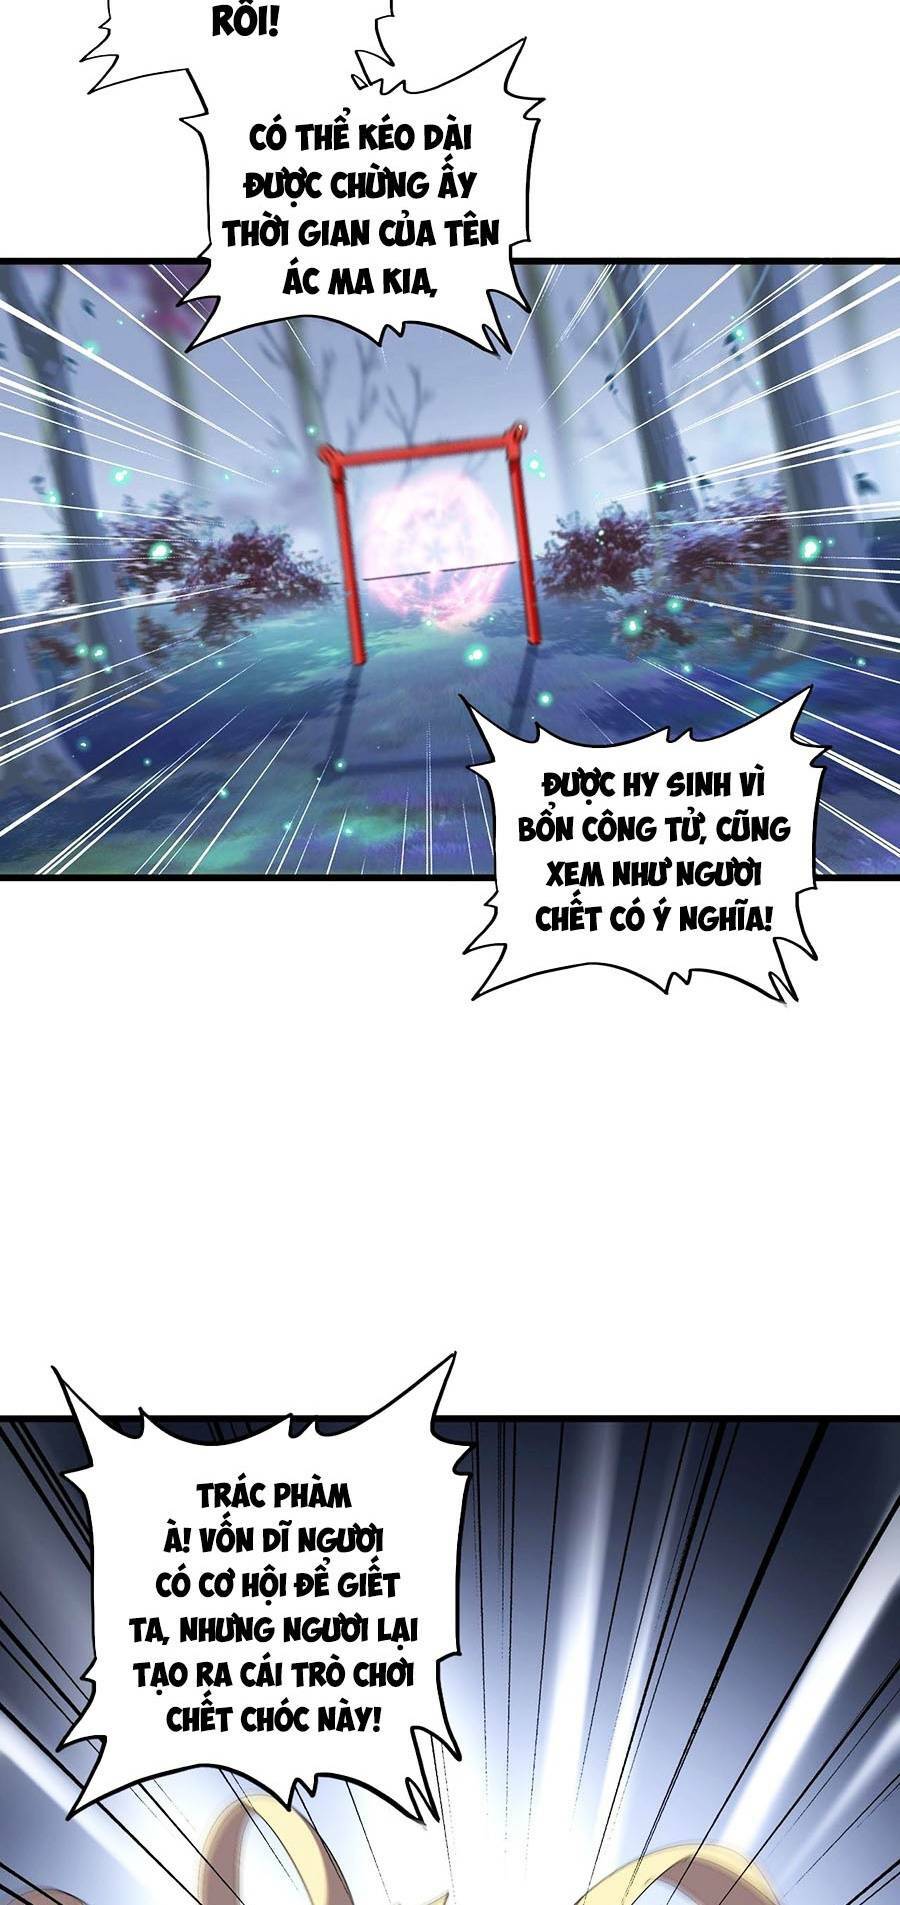 RỒI!
CÓ THỂ KÉO DÀI
ĐƯỢC CHỪNG ẤY
THỜI GIAN CỦA TÊN
ÁC MA KIA,
ĐƯỢC HY SINH VÌ
BỔN CÔNG TỬ, CŨNG
XEM NHƯ NGƯƠI
CHẾT CÓ Ý NGHĨA!
TRÁC PHÀM
À! VỐN DĨ NGƯƠI
CÓ CƠ HỘI ĐỂ GIẾT
TA, NHƯNG NGƯƠI LẠI
TẠO RA CÁI TRÒ CHƠI
CHẾT CHÓC NÀY!